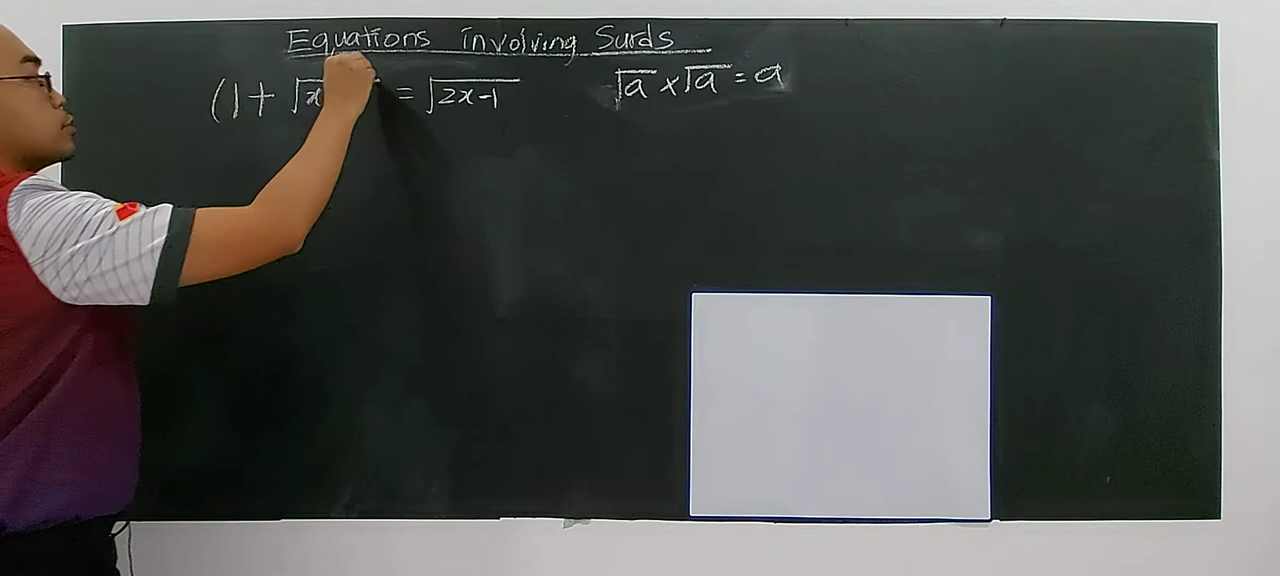 Equations involving Surds
(1 + √x = √2x-1
√a × √a = a